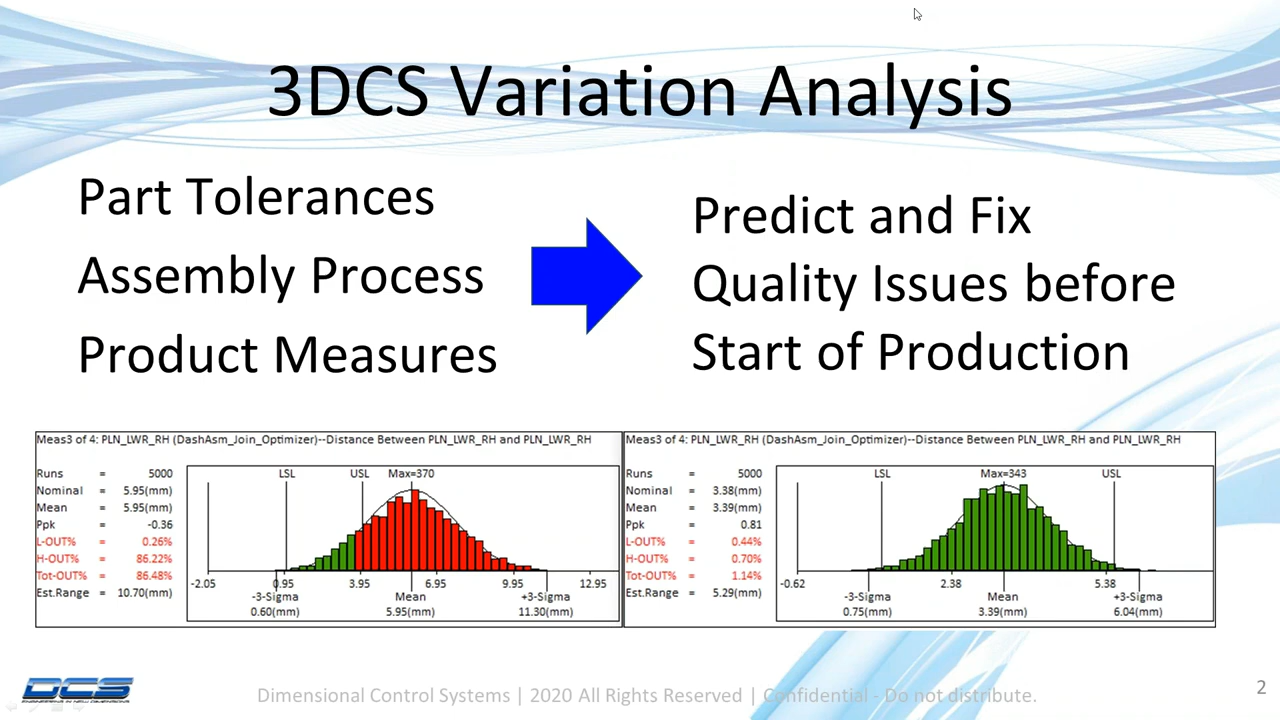 3DCS Variation Analysis
Part Tolerances
Assembly Process
Product Measures
Predict and Fix
Quality Issues before
Start of Production
Meas3 of 4: PLN_LWR_RH (DashAsm_Join_Optimizer)--Distance Between PLN_LWR_RH and PLN_LWR_RH
Runs = 5000
Nominal = 5.95(mm)
Mean = 5.95(mm)
Ppk = -0.36
L-OUT% = 0.26%
H-OUT% = 86.22%
Tot-OUT% = 86.48%
Est.Range = 10.70(mm)
LSL USL Max=370
-2.05 0.95 3.95 6.95 9.95 12.95
-3-Sigma Mean +3-Sigma
0.60(mm) 5.95(mm) 11.30(mm)
Meas3 of 4: PLN_LWR_RH (DashAsm_Join_Optimizer)--Distance Between PLN_LWR_RH and PLN_LWR_RH
Runs = 5000
Nominal = 3.38(mm)
Mean = 3.39(mm)
Ppk = 0.81
L-OUT% = 0.44%
H-OUT% = 0.70%
Tot-OUT% = 1.14%
Est.Range = 5.29(mm)
LSL Max=343 USL
-0.62 2.38 5.38
-3-Sigma Mean +3-Sigma
0.75(mm) 3.39(mm) 6.04(mm)
DCS
ENGINEERING IN NEW DIMENSIONS
Dimensional Control Systems | 2020 All Rights Reserved | Confidential - Do not distribute.
2